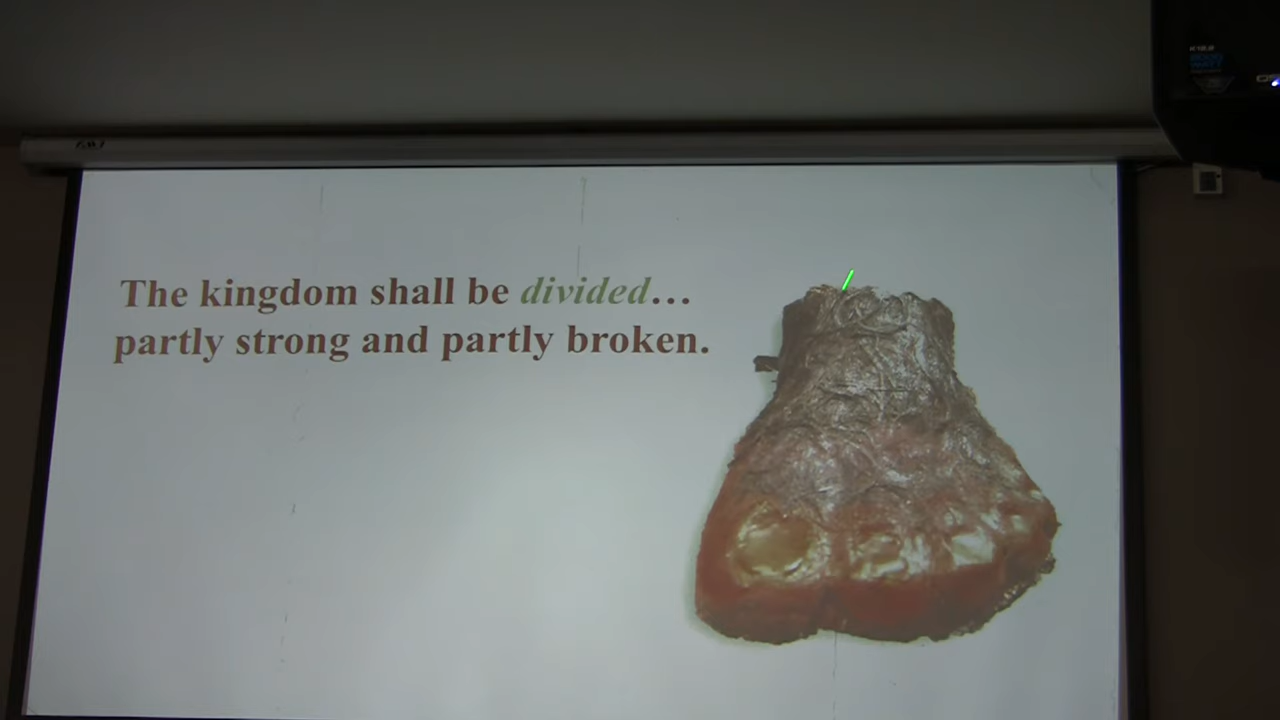 The kingdom shall be divided...
partly strong and partly broken.